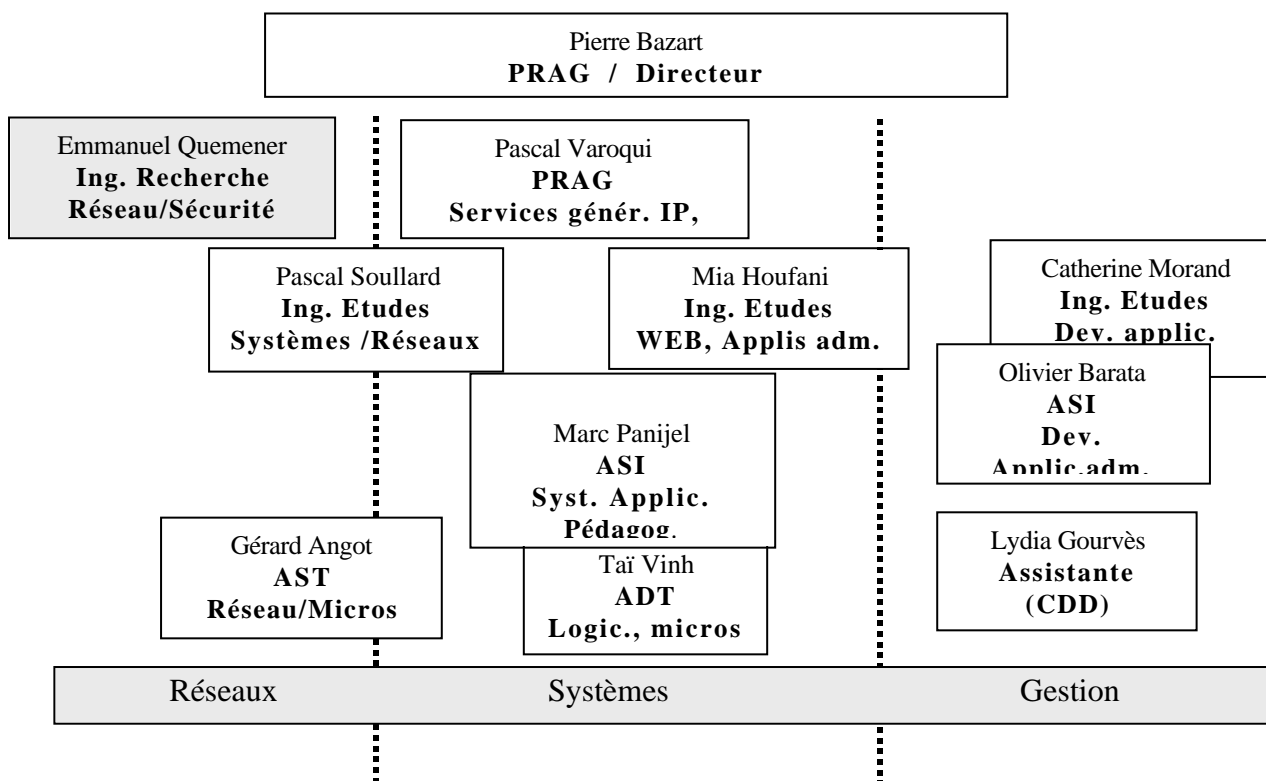 Pierre Bazart
PRAG / Directeur
Emmanuel Quemener
Ing. Recherche
Réseau/Sécurité
Pascal Varoqui
PRAG
Services génér. IP,
Pascal Soullard
Ing. Etudes
Systèmes /Réseaux
Mia Houfani
Ing. Etudes
WEB, Applis adm.
Catherine Morand
Ing. Etudes
Dev. applic.
Olivier Barata
ASI
Dev.
Applic.adm.
Marc Panijel
ASI
Syst. Applic.
Pédagog.
Gérard Angot
AST
Réseau/Micros
Taï Vinh
ADT
Logic., micros
Lydia Gourvès
Assistante
(CDD)
Réseaux
Systèmes
Gestion